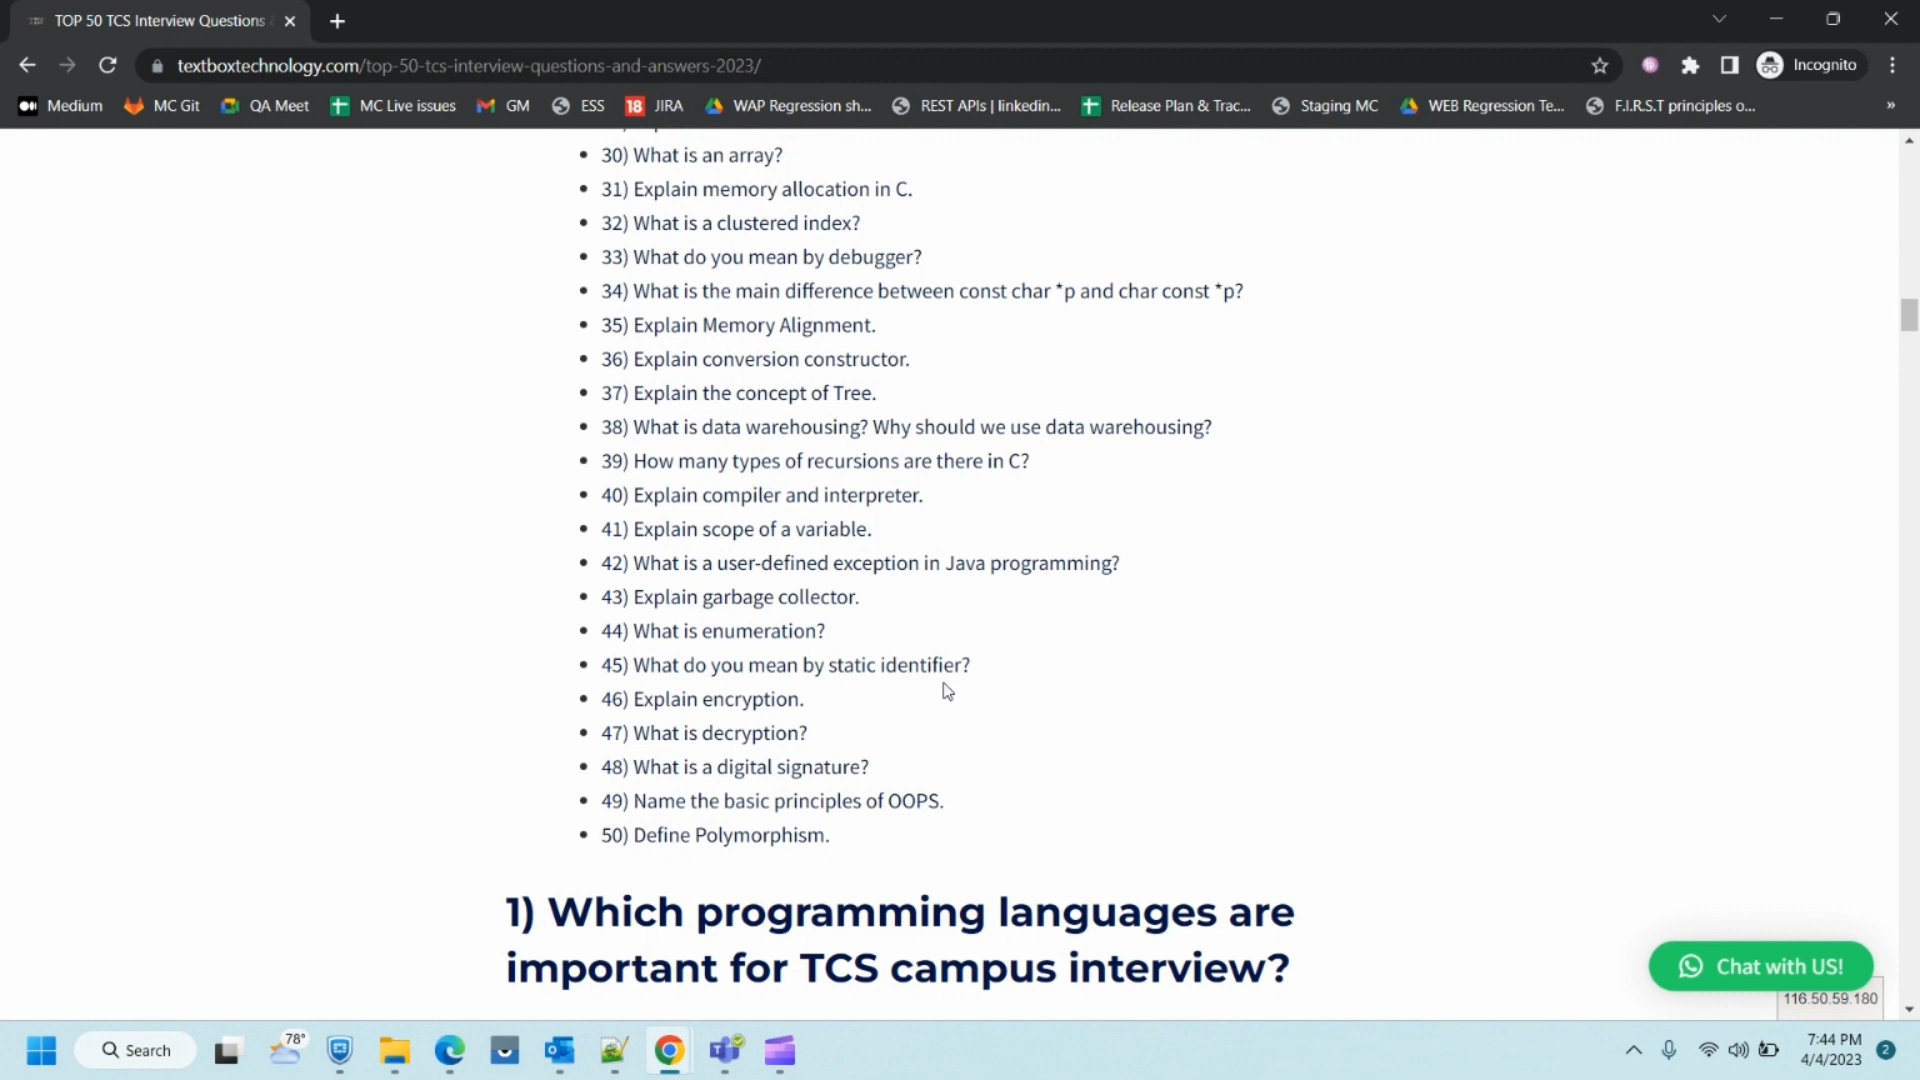 TOP 50 TCS Interview Questions
textboxtechnology.com/top-50-tcs-interview-questions-and-answers-2023/
Incognito
Medium
MC Git
QA Meet
MC Live issues
GM
ESS
18 JIRA
WAP Regression sh...
REST APIs | linkedin...
Release Plan & Trac...
Staging MC
WEB Regression Te...
F.I.R.S.T principles o...
»
• 30) What is an array?
• 31) Explain memory allocation in C.
• 32) What is a clustered index?
• 33) What do you mean by debugger?
• 34) What is the main difference between const char *p and char const *p?
• 35) Explain Memory Alignment.
• 36) Explain conversion constructor.
• 37) Explain the concept of Tree.
• 38) What is data warehousing? Why should we use data warehousing?
• 39) How many types of recursions are there in C?
• 40) Explain compiler and interpreter.
• 41) Explain scope of a variable.
• 42) What is a user-defined exception in Java programming?
• 43) Explain garbage collector.
• 44) What is enumeration?
• 45) What do you mean by static identifier?
• 46) Explain encryption.
• 47) What is decryption?
• 48) What is a digital signature?
• 49) Name the basic principles of OOPS.
• 50) Define Polymorphism.
1) Which programming languages are
important for TCS campus interview?
Chat with US!
116.50.59.180
Search
78°
7:44 PM
4/4/2023
2